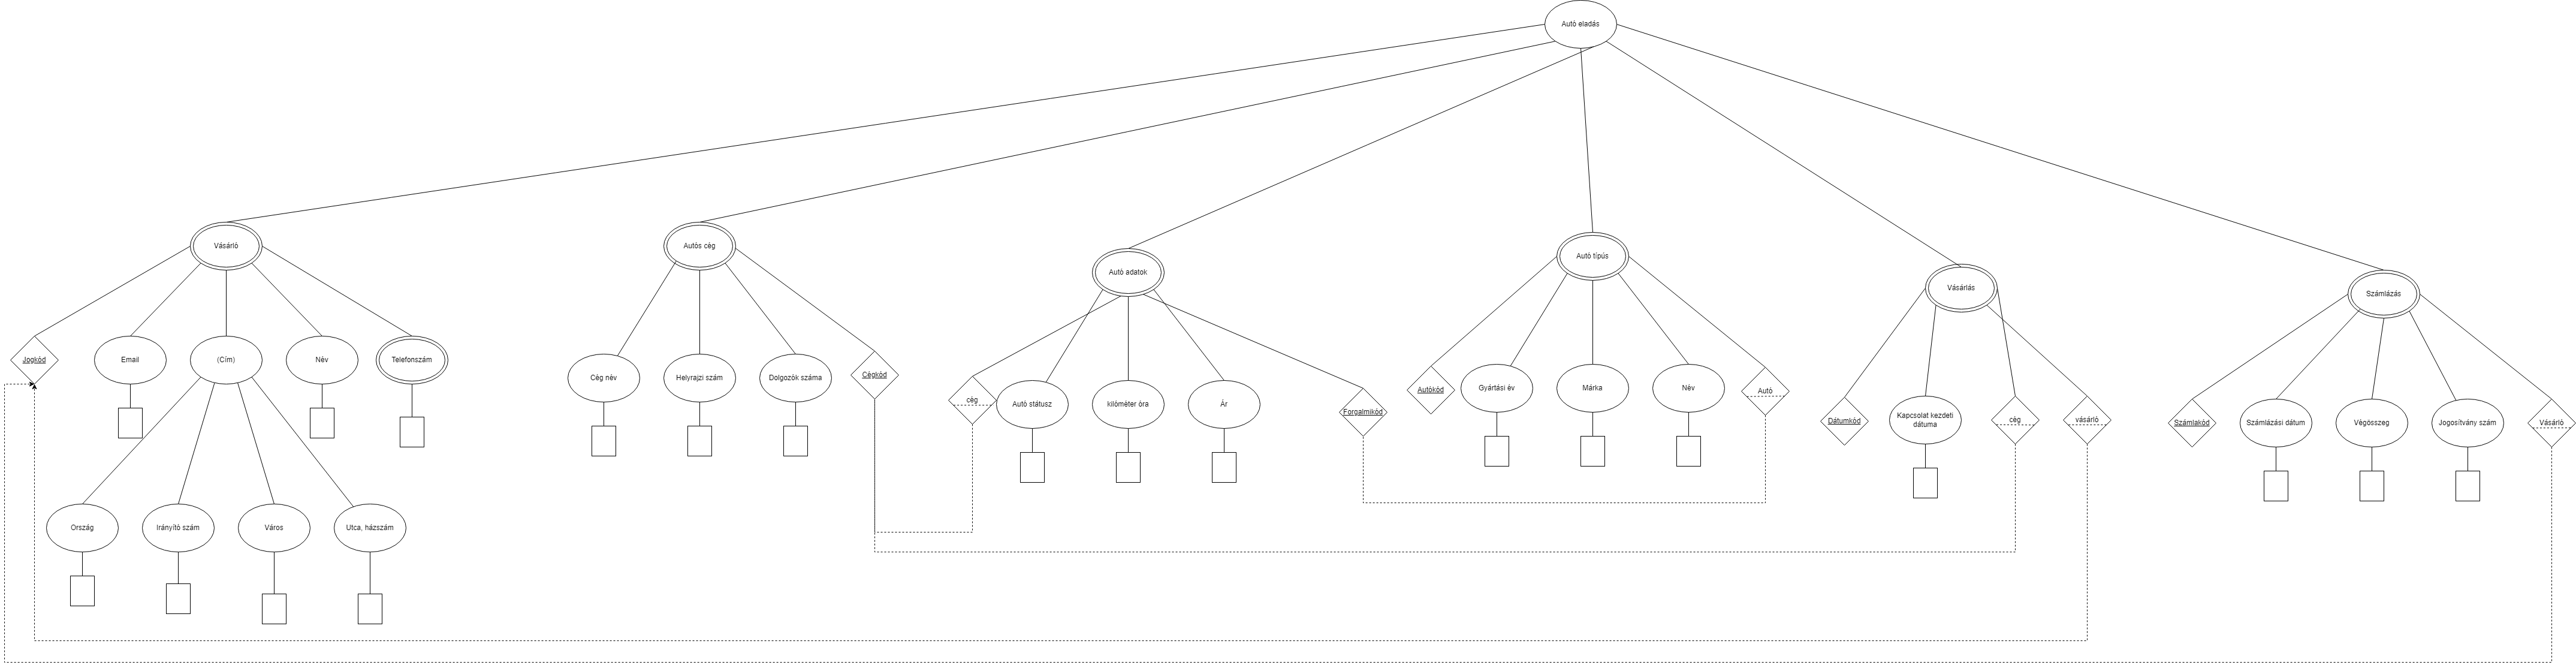 Autó eladás
Vásárló
Autós cég
Autó adatok
Autó típús
Vásárlás
Számlázás
Jogkód
Email
(Cím)
Név
Telefonszám
Cég név
Helyrajzi szám
Dolgozók száma
Cégkód
cég
Autó státusz
kilóméter óra
Ár
Forgalmikód
Autókód
Gyártási év
Márka
Név
Autó
Dátumkód
Kapcsolat kezdeti
dátuma
cég
vásárló
Számlakód
Számlázási dátum
Végösszeg
Jogosítvány szám
Vásárló
Ország
Irányító szám
Város
Utca, házszám